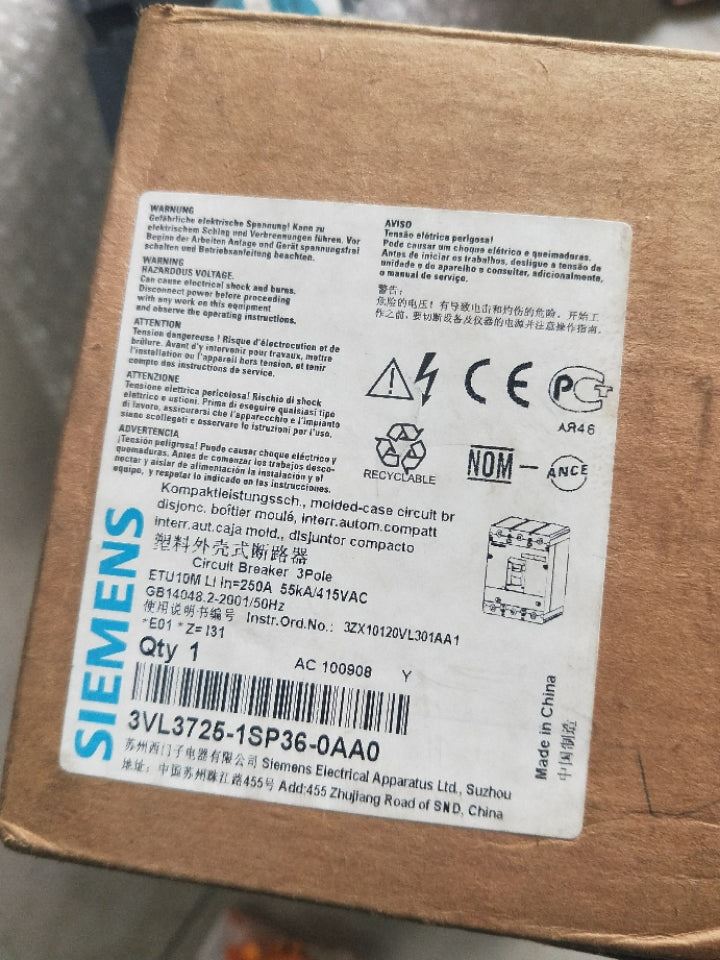 WARNUNG
Gefährliche elektrische Spannung! Kann zu
elektrischem Schlag und Verbrennungen führen. Vor
Beginn der Arbeiten Anlage und Gerät spannungsfrei
schalten und Betriebsanleitung beachten.
WARNING
HAZARDOUS VOLTAGE.
Can cause electrical shock and burns.
Disconnect power before proceeding
with any work on this equipment
and observe the operating instructions.
ATTENTION
Tension dangereuse ! Risque d'électrocution et de
brûlure. Avant d'y intervenir pour travaux, mettre
l'installation ou l'appareil hors tension, et tenir
compte des instructions de service.
ATTENZIONE
Tensione elettrica pericolosa! Rischio di shock
elettrico e ustioni. Prima di eseguire qualsiasi tipo
di lavoro, assicurarsi che l'apparecchio e l'impianto
siano scollegati e osservare le istruzioni per l'uso.
ADVERTENCIA
¡Tensión peligrosa! Puede causar choque eléctrico y
quemaduras. Antes de comenzar los trabajos desco-
nectar y aislar de alimentación la instalación y el
equipo, y respetar lo indicado en las instrucciones.
AVISO
Tensão elétrica perigosa!
Pode causar um choque elétrico e queimaduras.
Antes de iniciar os trabalhos, desligue a tensão da
unidade e do aparelho e consultar, adicionalmente,
o manual de serviço.
警告:
危险的电压! 有导致电击和灼伤的危险. 开始工
作之前, 要切断设备及仪器的电源并注意操作指南.
CE
РСТ
АЯ46
RECYCLABLE
NOM - ANCE
Kompaktleistungssch., molded-case circuit br
disjonc. boîtier moulé, interr.autom.compatt
interr.aut.caja mold., disjuntor compacto
塑料外壳式断路器
Circuit Breaker 3Pole
ETU10M LI In=250A 55kA/415VAC
GB14048.2-2001/50Hz
使用说明书编号 Instr.Ord.No.: 3ZX10120VL301AA1
*E01 *Z= I31
Qty 1
AC 100908 Y
3VL3725-1SP36-0AA0
苏州西门子电器有限公司 Siemens Electrical Apparatus Ltd., Suzhou
地址: 中国苏州珠江路455号 Add:455 Zhujiang Road of SND, China
SIEMENS
Made in China
中国制造